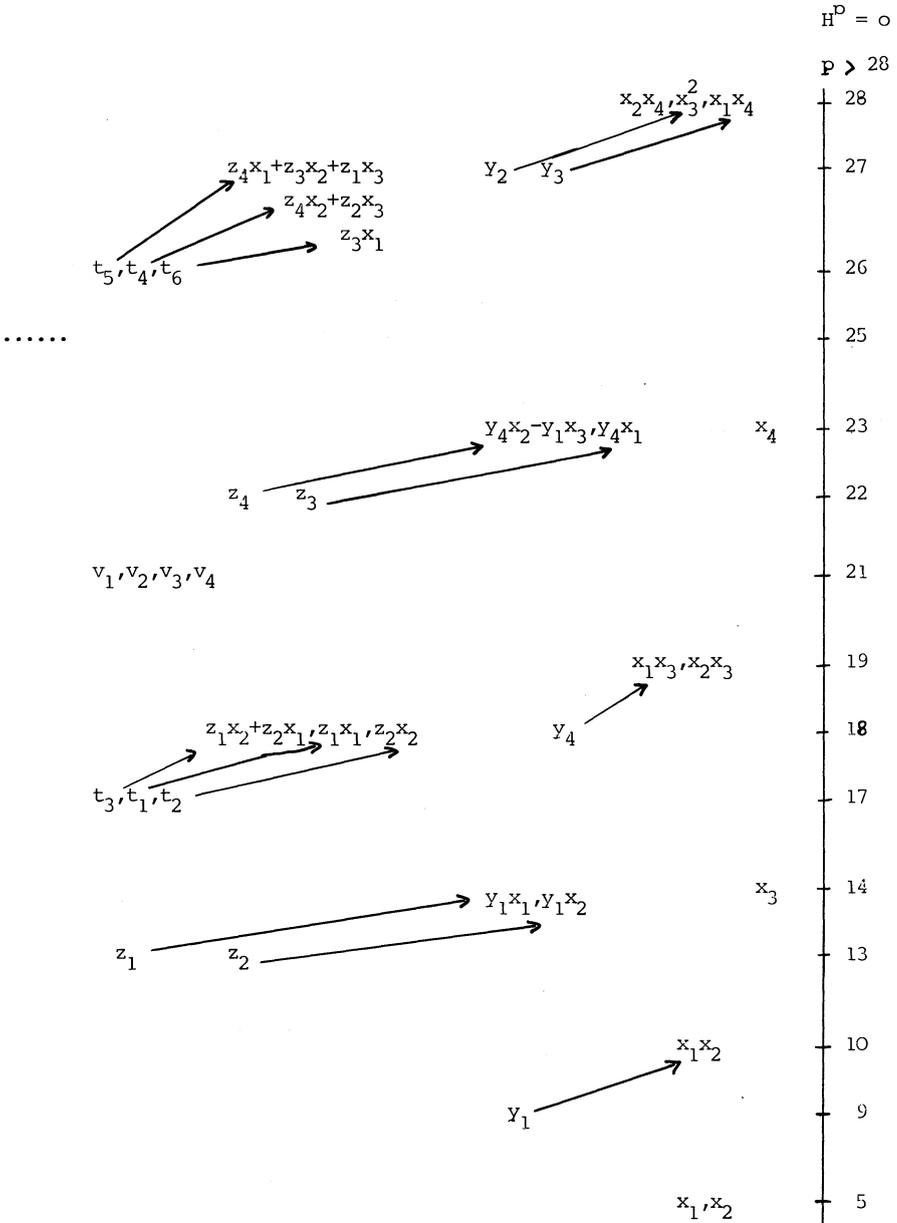 H^p = o
p > 28
x_2x_4,x_3^2,x_1x_4 28
z_4x_1+z_3x_2+z_1x_3 y_2 y_3 27
z_4x_2+z_2x_3
z_3x_1
t_5,t_4,t_6 26
...... 25
y_4x_2-y_1x_3,y_4x_1 x_4 23
z_4 z_3 22
v_1,v_2,v_3,v_4 21
x_1x_3,x_2x_3 19
z_1x_2+z_2x_1,z_1x_1,z_2x_2 y_4 18
t_3,t_1,t_2 17
y_1x_1,y_1x_2 x_3 14
z_1 z_2 13
x_1x_2 10
y_1 9
x_1,x_2 5